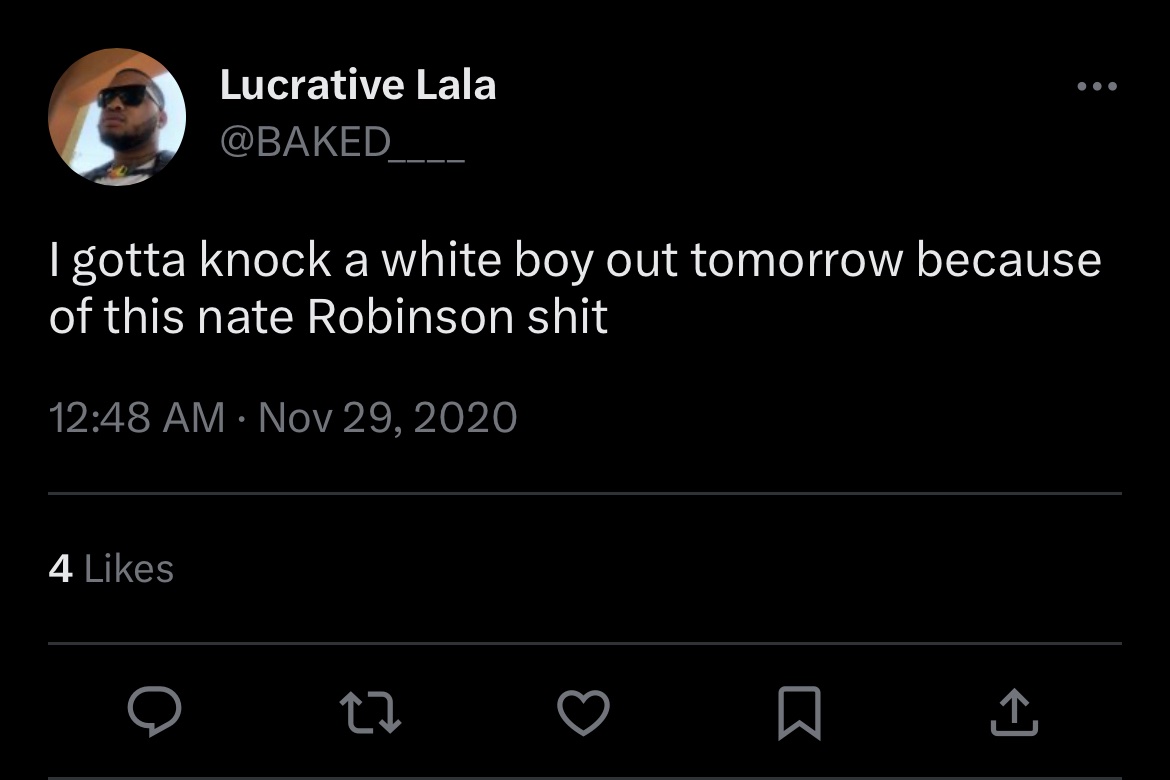 Lucrative Lala
@BAKED____
I gotta knock a white boy out tomorrow because
of this nate Robinson shit
12:48 AM · Nov 29, 2020
4 Likes